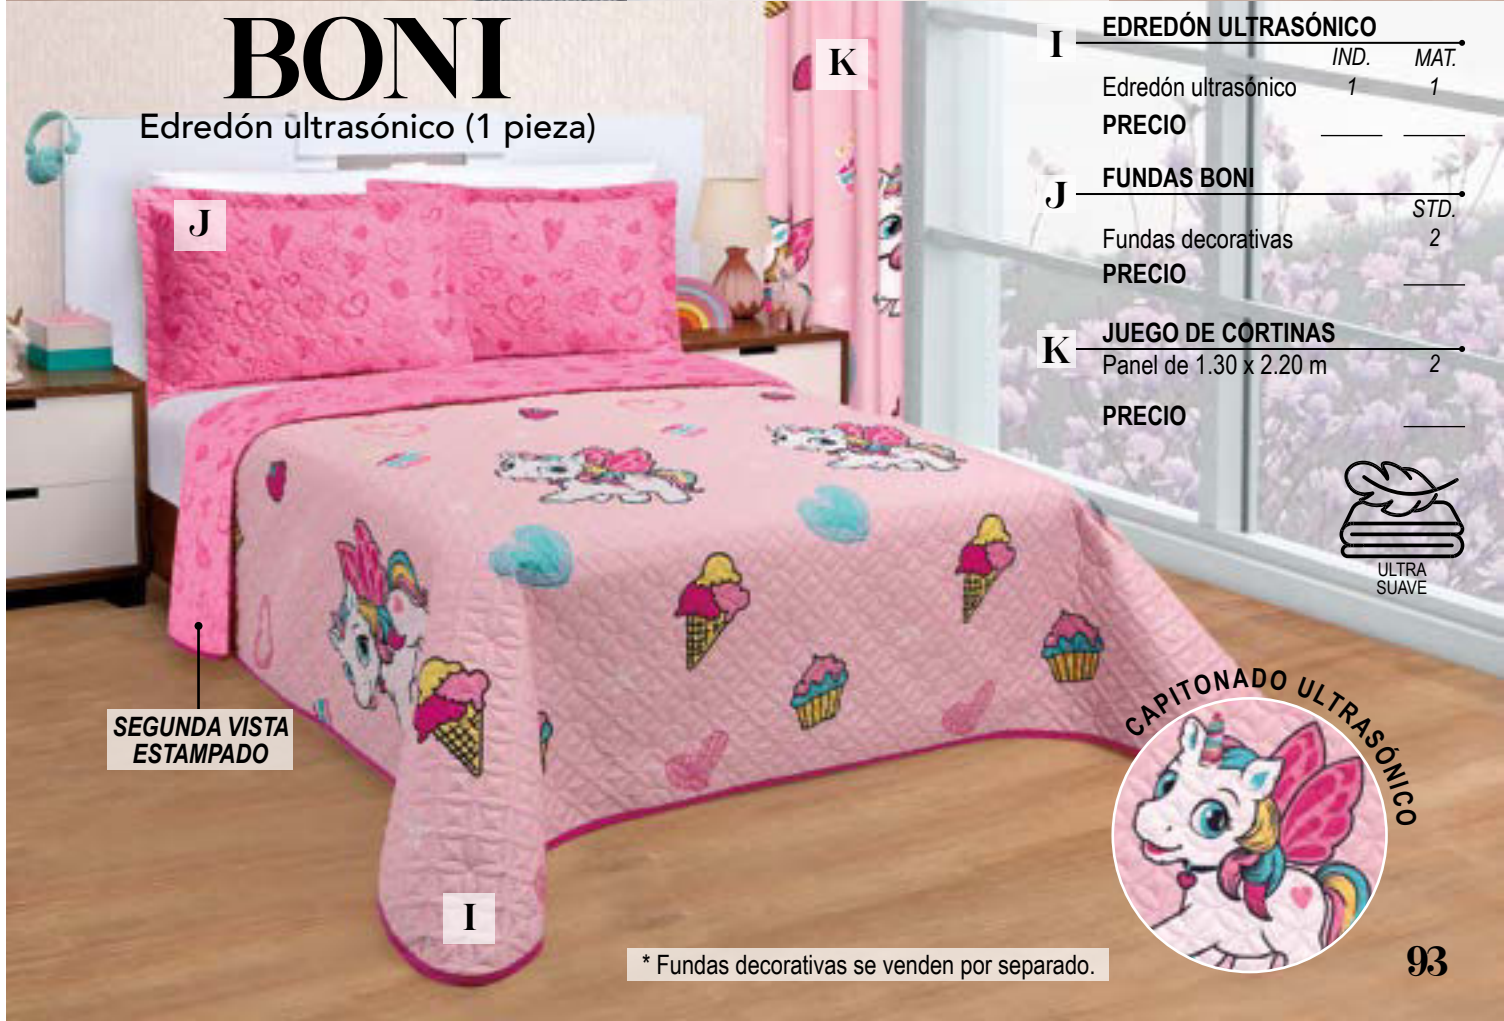 BONI
Edredón ultrasónico (1 pieza)
K
J
I
EDREDÓN ULTRASÓNICO
IND. MAT.
Edredón ultrasónico 1 1
PRECIO
J
FUNDAS BONI
STD.
Fundas decorativas 2
PRECIO
K
JUEGO DE CORTINAS
Panel de 1.30 x 2.20 m 2
PRECIO
ULTRA
SUAVE
SEGUNDA VISTA
ESTAMPADO
CAPITONADO ULTRASÓNICO
I
* Fundas decorativas se venden por separado.
93